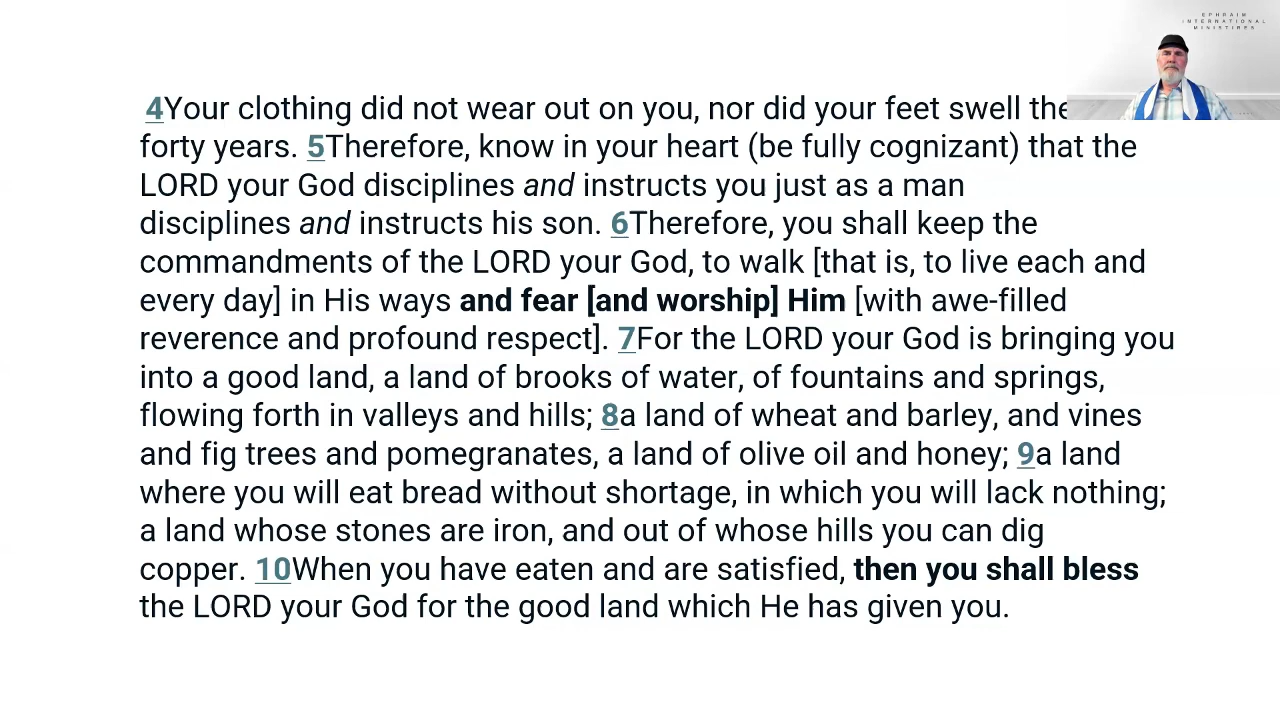 EPHRAIM
INTERNATIONAL
MINISTIRES
4Your clothing did not wear out on you, nor did your feet swell
forty years. 5Therefore, know in your heart (be fully cognizant) that the
LORD your God disciplines and instructs you just as a man
disciplines and instructs his son. 6Therefore, you shall keep the
commandments of the LORD your God, to walk [that is, to live each and
every day] in His ways and fear [and worship] Him [with awe-filled
reverence and profound respect]. 7For the LORD your God is bringing you
into a good land, a land of brooks of water, of fountains and springs,
flowing forth in valleys and hills; 8a land of wheat and barley, and vines
and fig trees and pomegranates, a land of olive oil and honey; 9a land
where you will eat bread without shortage, in which you will lack nothing;
a land whose stones are iron, and out of whose hills you can dig
copper. 10When you have eaten and are satisfied, then you shall bless
the LORD your God for the good land which He has given you.